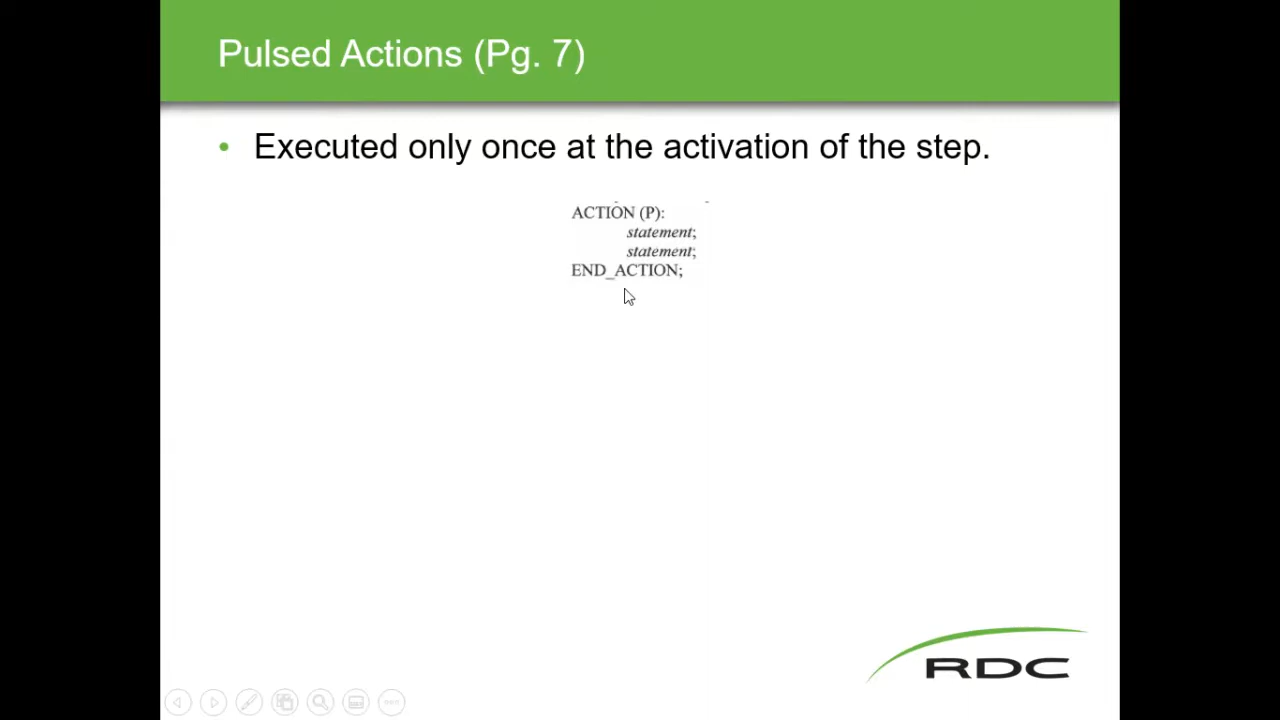 Pulsed Actions (Pg. 7)
• Executed only once at the activation of the step.
ACTION (P):
statement;
statement;
END_ACTION;
RDC